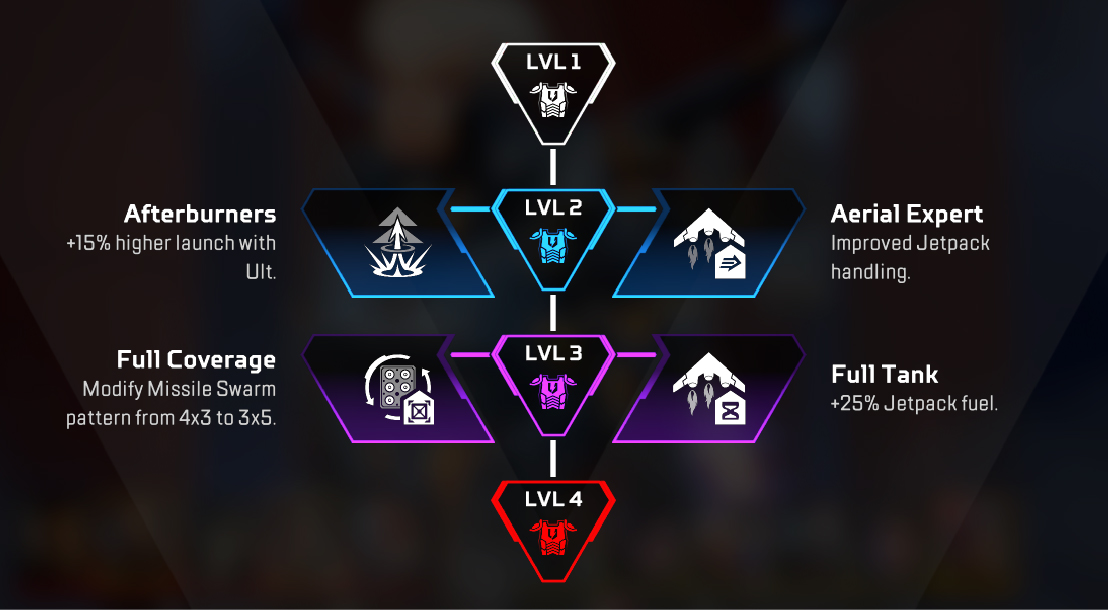 LVL 1
LVL 2
Afterburners
+15% higher launch with
Ult.
Aerial Expert
Improved Jetpack
handling.
LVL 3
Full Coverage
Modify Missile Swarm
pattern from 4x3 to 3x5.
Full Tank
+25% Jetpack fuel.
LVL 4